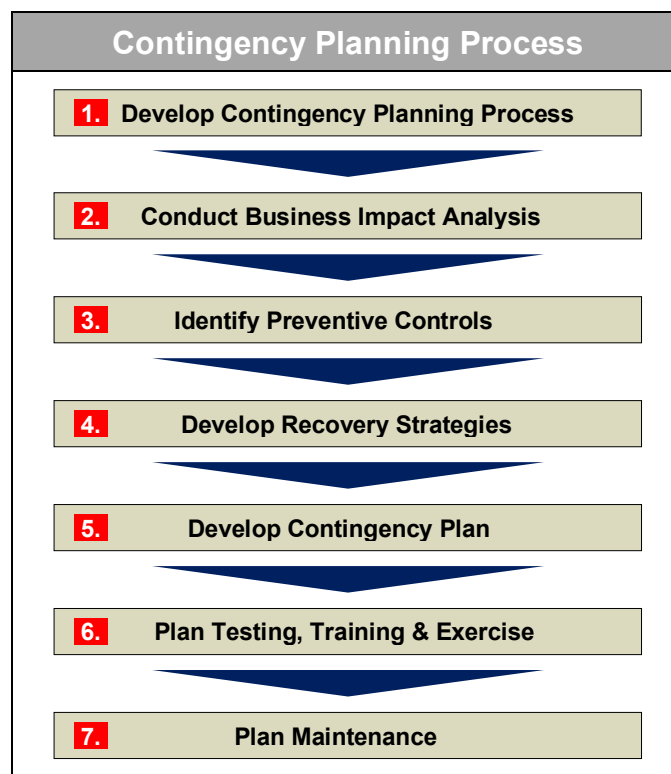 Contingency Planning Process
1. Develop Contingency Planning Process
2. Conduct Business Impact Analysis
3. Identify Preventive Controls
4. Develop Recovery Strategies
5. Develop Contingency Plan
6. Plan Testing, Training & Exercise
7. Plan Maintenance